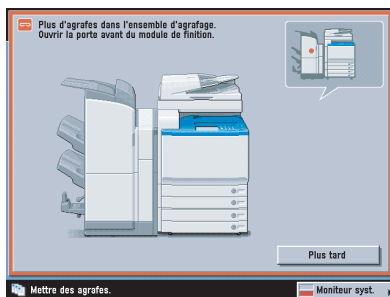 Plus d'agrafes dans l'ensemble d'agrafage.
Ouvrir la porte avant du module de finition.
Plus tard
Mettre des agrafes.
Moniteur syst.